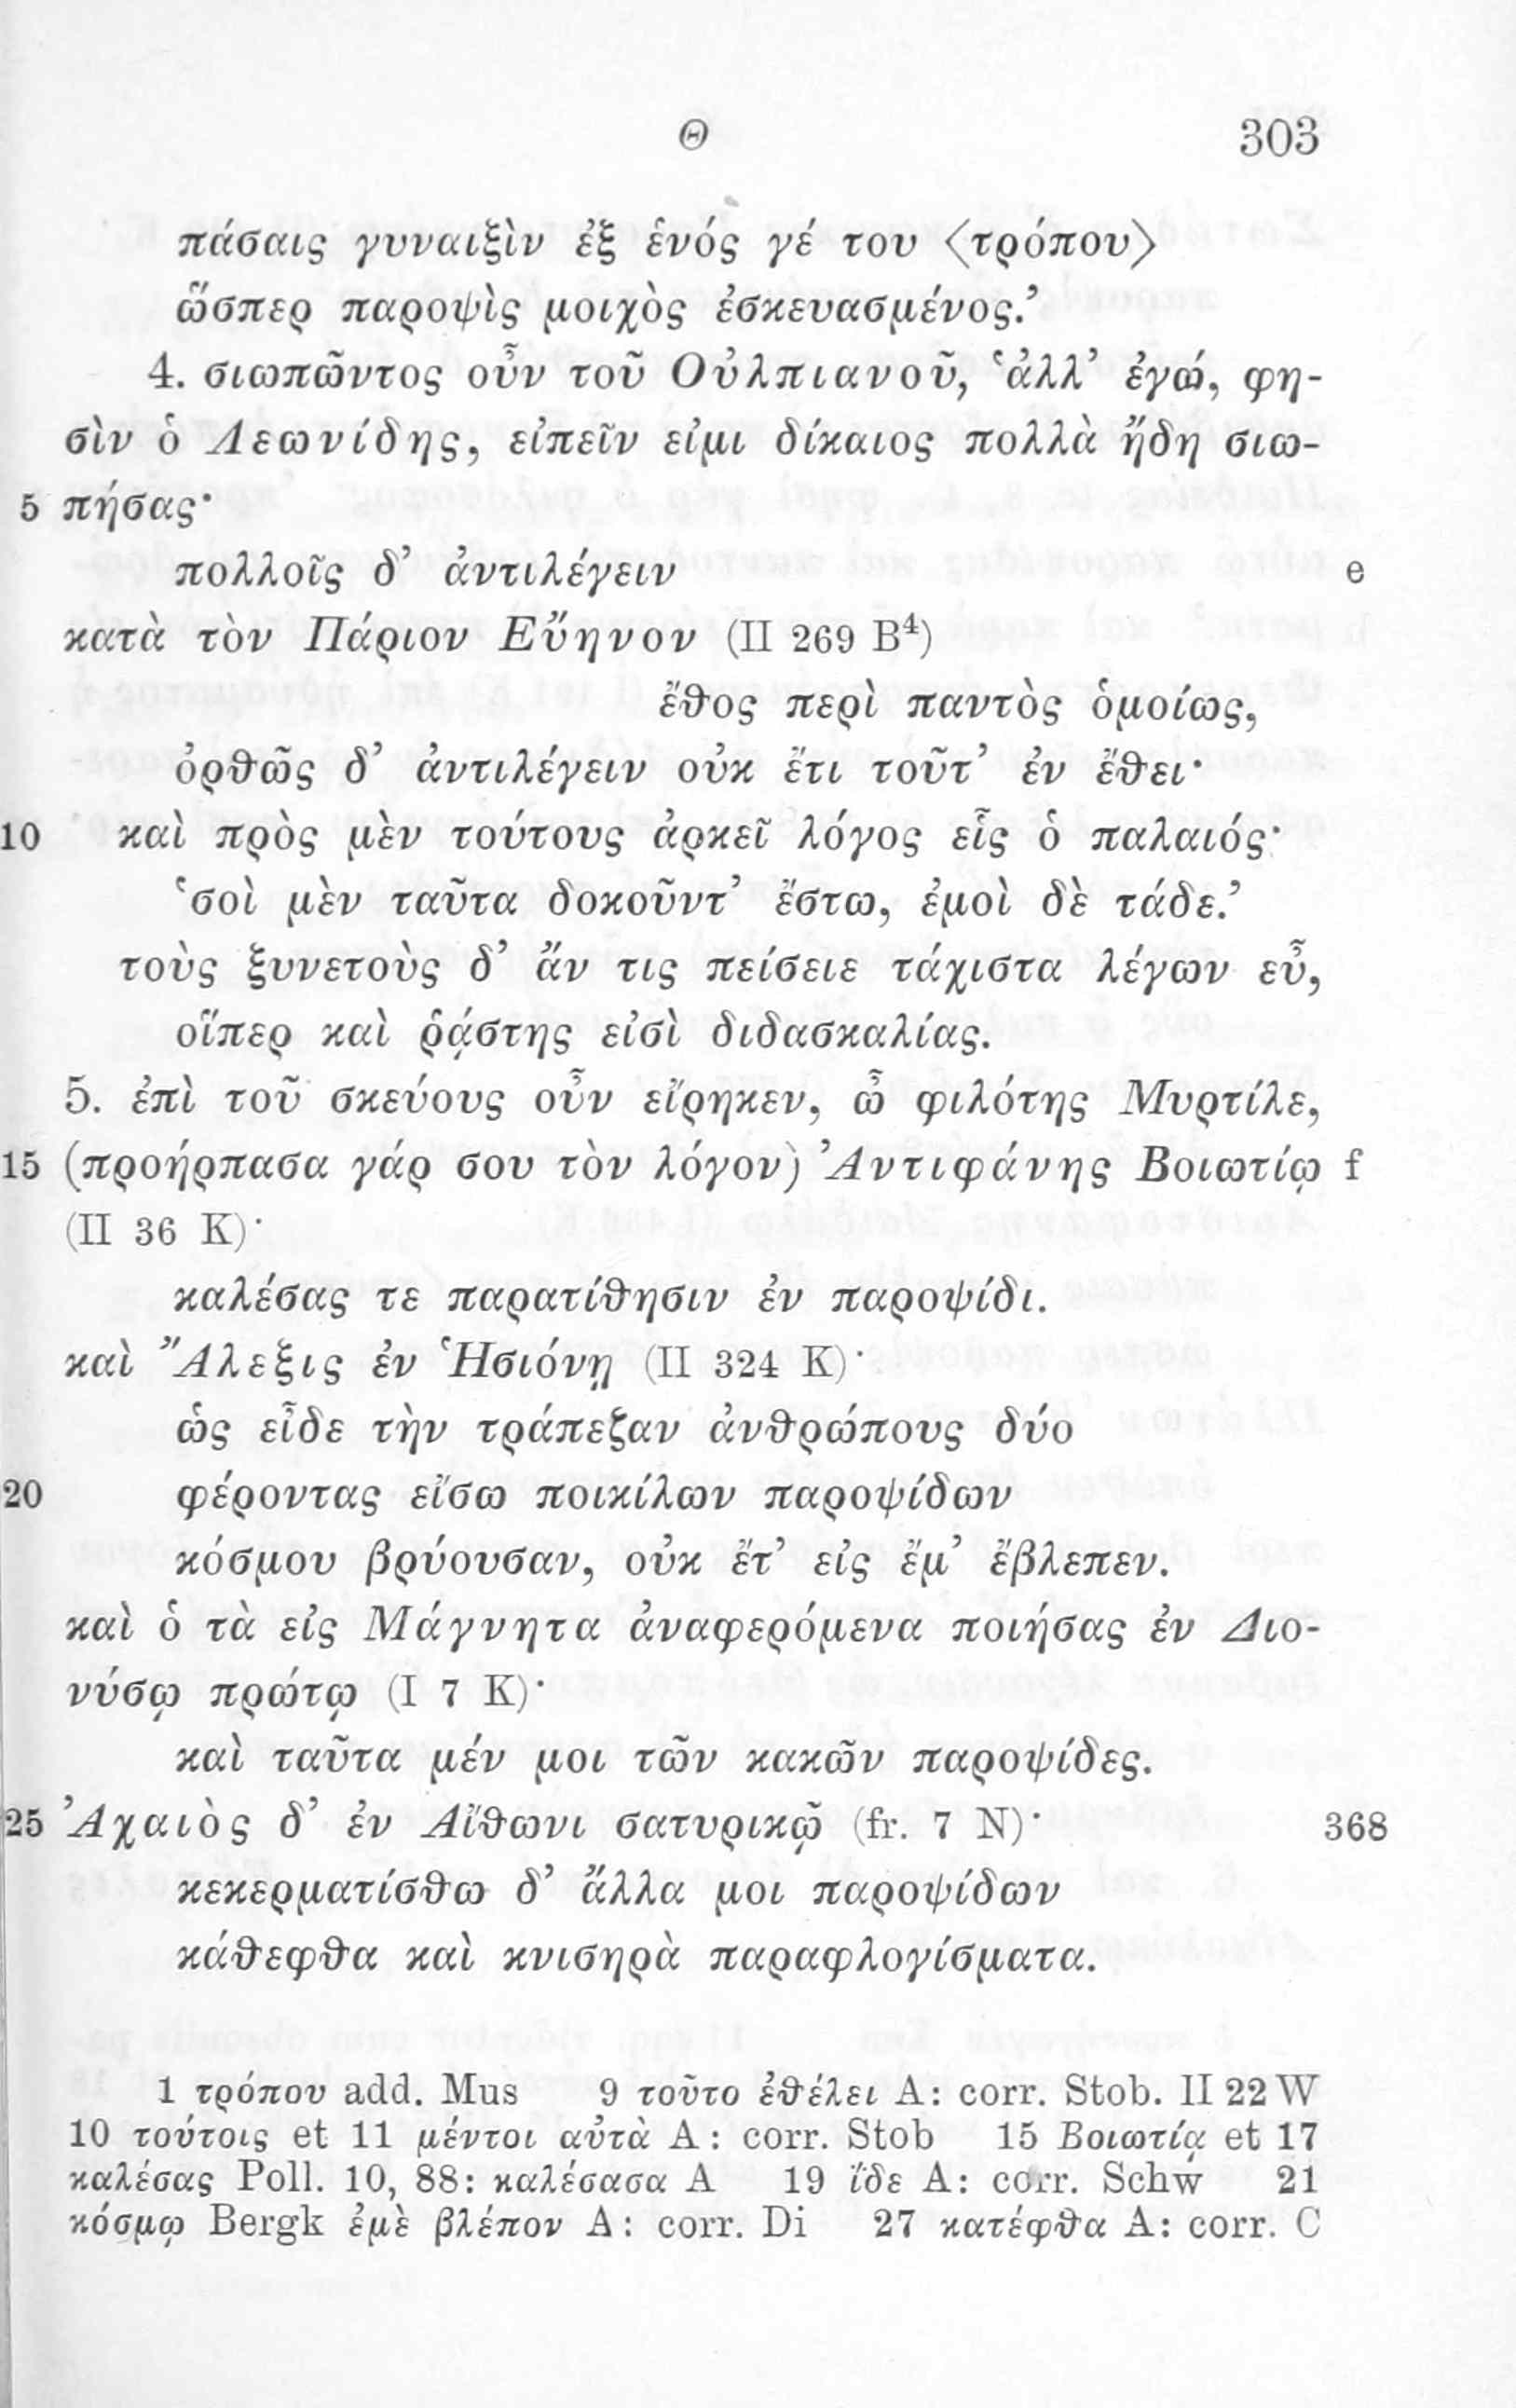 Θ 303
πάσαις γυναιξὶν ἐξ ἑνός γέ του <τρόπου>
ὥσπερ παροψὶς μοιχὸς ἐσκευασμένος.’
4. σιωπῶντος οὖν τοῦ Οὐλπιανοῦ, ‘ἀλλ’ ἐγώ, φη-
σὶν ὁ Λεωνίδης, εἰπεῖν εἰμι δίκαιος πολλὰ ἤδη σιω-
5 πήσας·
πολλοῖς δ’ ἀντιλέγειν e
κατὰ τὸν Πάριον Εὔηνον (II 269 B⁴)
ἔθος περὶ παντὸς ὁμοίως,
ὀρθῶς δ’ ἀντιλέγειν οὐκ ἔτι τοῦτ’ ἐν ἔθει·
10 καὶ πρὸς μὲν τούτους ἀρκεῖ λόγος εἷς ὁ παλαιός·
‘σοὶ μὲν ταῦτα δοκοῦντ’ ἔστω, ἐμοὶ δὲ τάδε.’
τοὺς ξυνετοὺς δ’ ἄν τις πείσειε τάχιστα λέγων εὖ,
οἵπερ καὶ ῥᾴστης εἰσὶ διδασκαλίας.
5. ἐπὶ τοῦ σκεύους οὖν εἴρηκεν, ὦ φιλότης Μυρτίλε,
15 (προήρπασα γάρ σου τὸν λόγον) Ἀντιφάνης Βοιωτίῳ f
(II 36 K)·
καλέσας τε παρατίθησιν ἐν παροψίδι.
καὶ Ἄλεξις ἐν Ἡσιόνῃ (II 324 K)·
ὡς εἶδε τὴν τράπεζαν ἀνθρώπους δύο
20 φέροντας εἴσω ποικίλων παροψίδων
κόσμου βρύουσαν, οὐκ ἔτ’ εἰς ἔμ’ ἔβλεπεν.
καὶ ὁ τὰ εἰς Μάγνητα ἀναφερόμενα ποιήσας ἐν Διο-
νύσῳ πρώτῳ (I 7 K)·
καὶ ταῦτα μέν μοι τῶν κακῶν παροψίδες.
25 Ἀχαιὸς δ’ ἐν Αἴθωνι σατυρικῷ (fr. 7 N)· 368
κεκερματίσθω δ’ ἄλλα μοι παροψίδων
κάθεφθα καὶ κνισηρὰ παραφλογίσματα.
1 τρόπου add. Mus 9 τοῦτο ἐθέλει A: corr. Stob. II 22 W
10 τούτοις et 11 μέντοι αὐτὰ A: corr. Stob 15 Βοιωτίᾳ et 17
καλέσας Poll. 10, 88: καλέσασα A 19 ἴδε A: corr. Schw 21
κόσμῳ Bergk ἐμὲ βλέπον A: corr. Di 27 κατέφθα A: corr. C